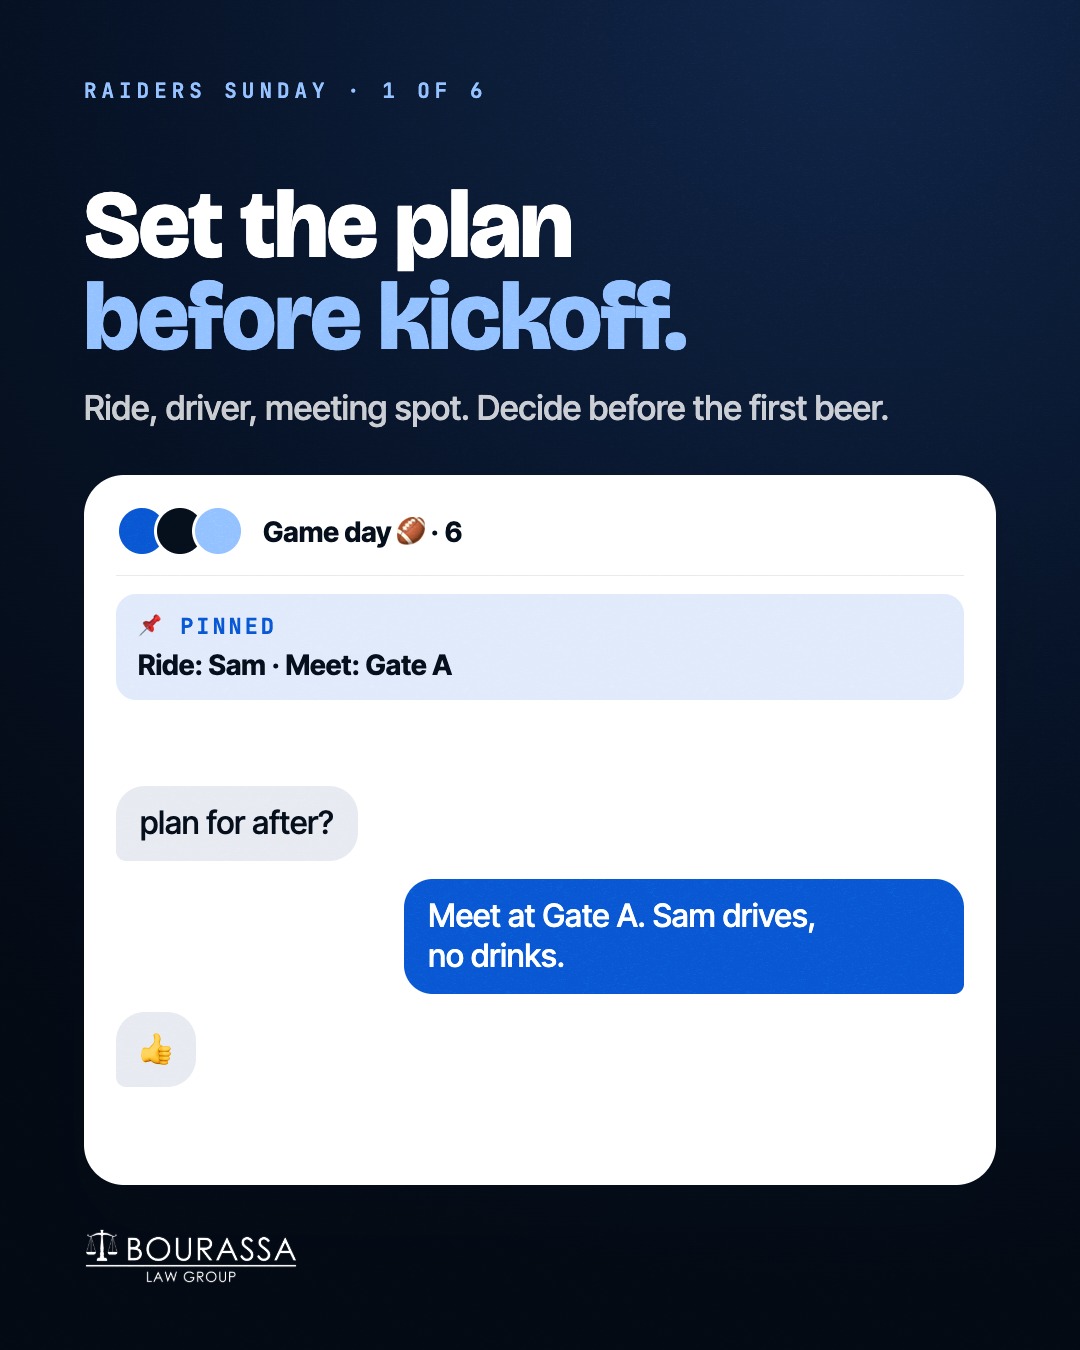 RAIDERS SUNDAY · 1 OF 6
Set the plan
before kickoff.
Ride, driver, meeting spot. Decide before the first beer.
Game day 🏈 · 6
📌 PINNED
Ride: Sam · Meet: Gate A
plan for after?
Meet at Gate A. Sam drives,
no drinks.
👍
BOURASSA
LAW GROUP